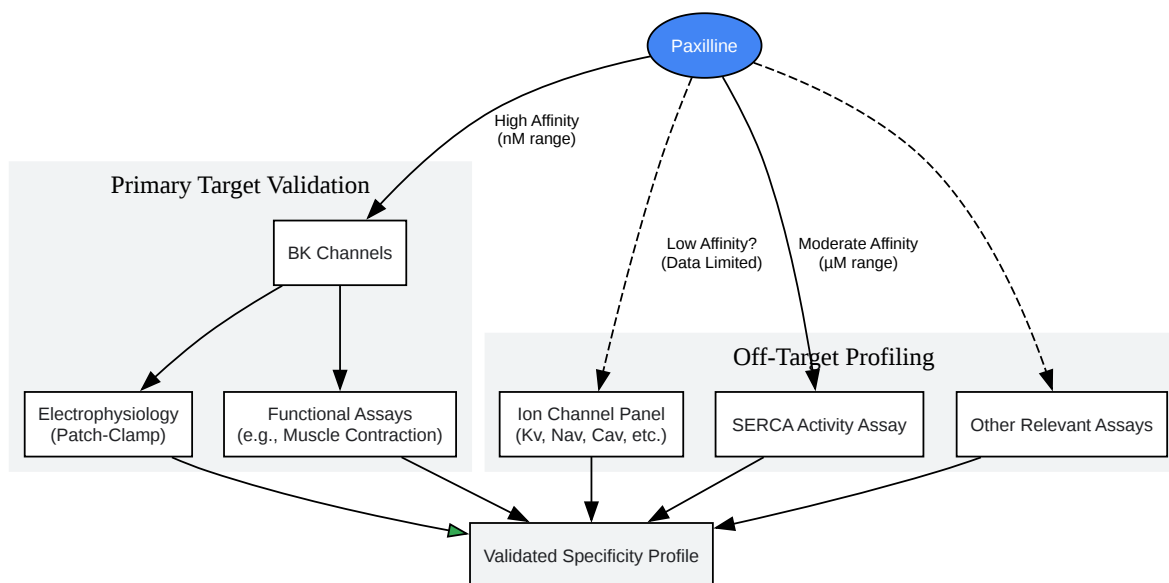 Paxilline
High Affinity
(nM range)
Primary Target Validation
BK Channels
Low Affinity?
(Data Limited)
Moderate Affinity
(µM range)
Off-Target Profiling
Electrophysiology
(Patch-Clamp)
Functional Assays
(e.g., Muscle Contraction)
Ion Channel Panel
(Kv, Nav, Cav, etc.)
SERCA Activity Assay
Other Relevant Assays
Validated Specificity Profile